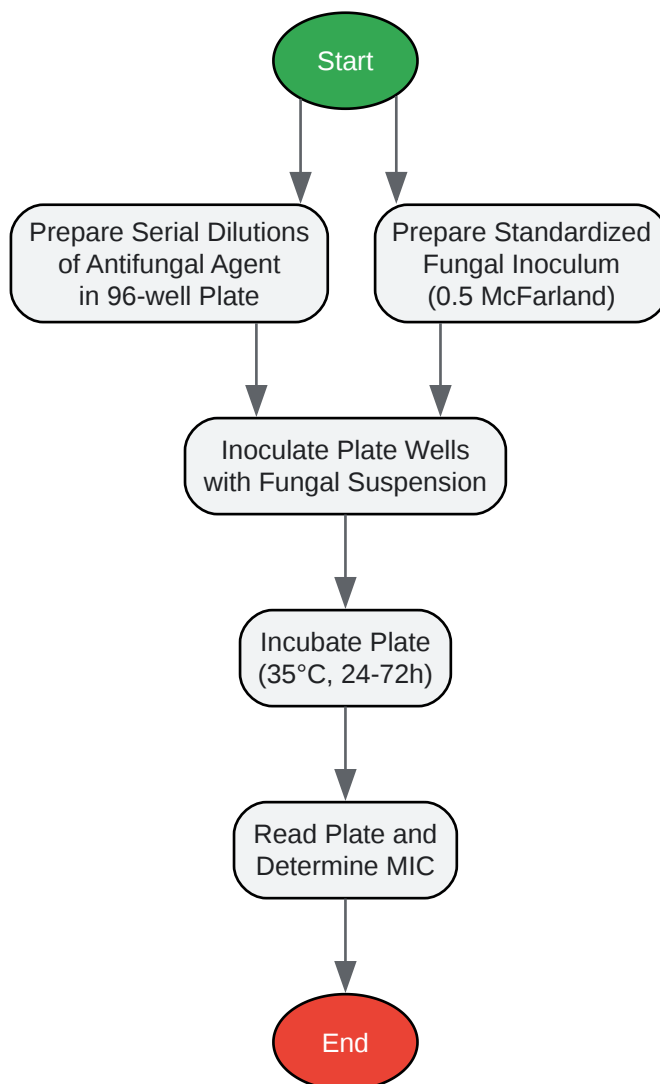 Start
Prepare Serial Dilutions
of Antifungal Agent
in 96-well Plate
Prepare Standardized
Fungal Inoculum
(0.5 McFarland)
Inoculate Plate Wells
with Fungal Suspension
Incubate Plate
(35°C, 24-72h)
Read Plate and
Determine MIC
End